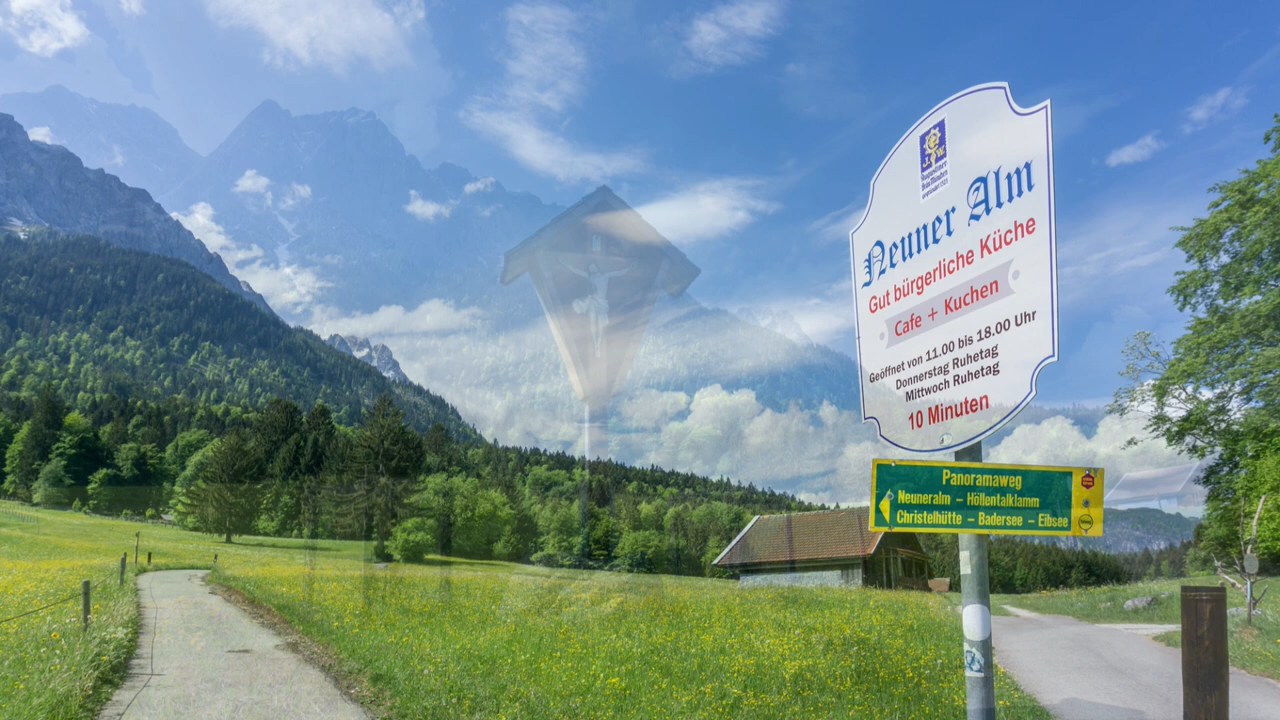 Neuner Alm
Gut bürgerliche Küche
Cafe + Kuchen
Geöffnet von 11.00 bis 18.00 Uhr
Donnerstag Ruhetag
Mittwoch Ruhetag
10 Minuten
Panoramaweg
Neuneralm - Höllentalklamm
Christelhütte - Badersee - Eibsee